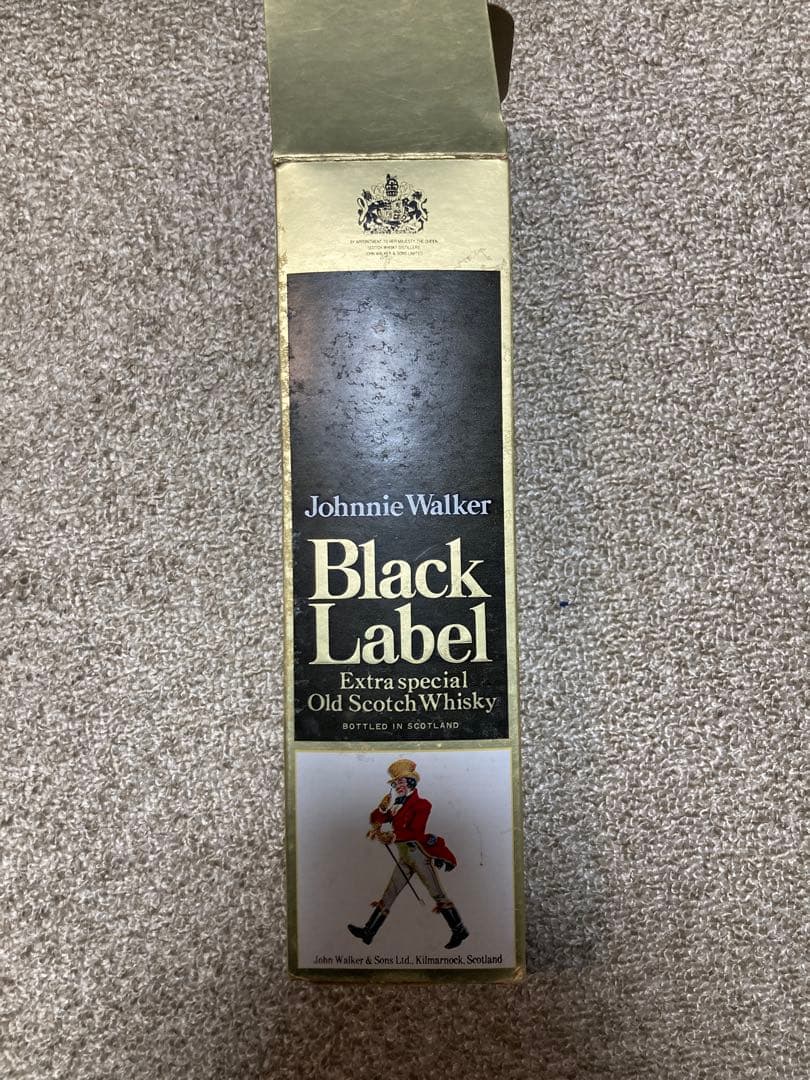 BY APPOINTMENT TO HER MAJESTY THE QUEEN
SCOTCH WHISKY DISTILLERS
JOHN WALKER & SONS LIMITED
Johnnie Walker
Black
Label
Extra special
Old Scotch Whisky
BOTTLED IN SCOTLAND
John Walker & Sons Ltd., Kilmarnock, Scotland